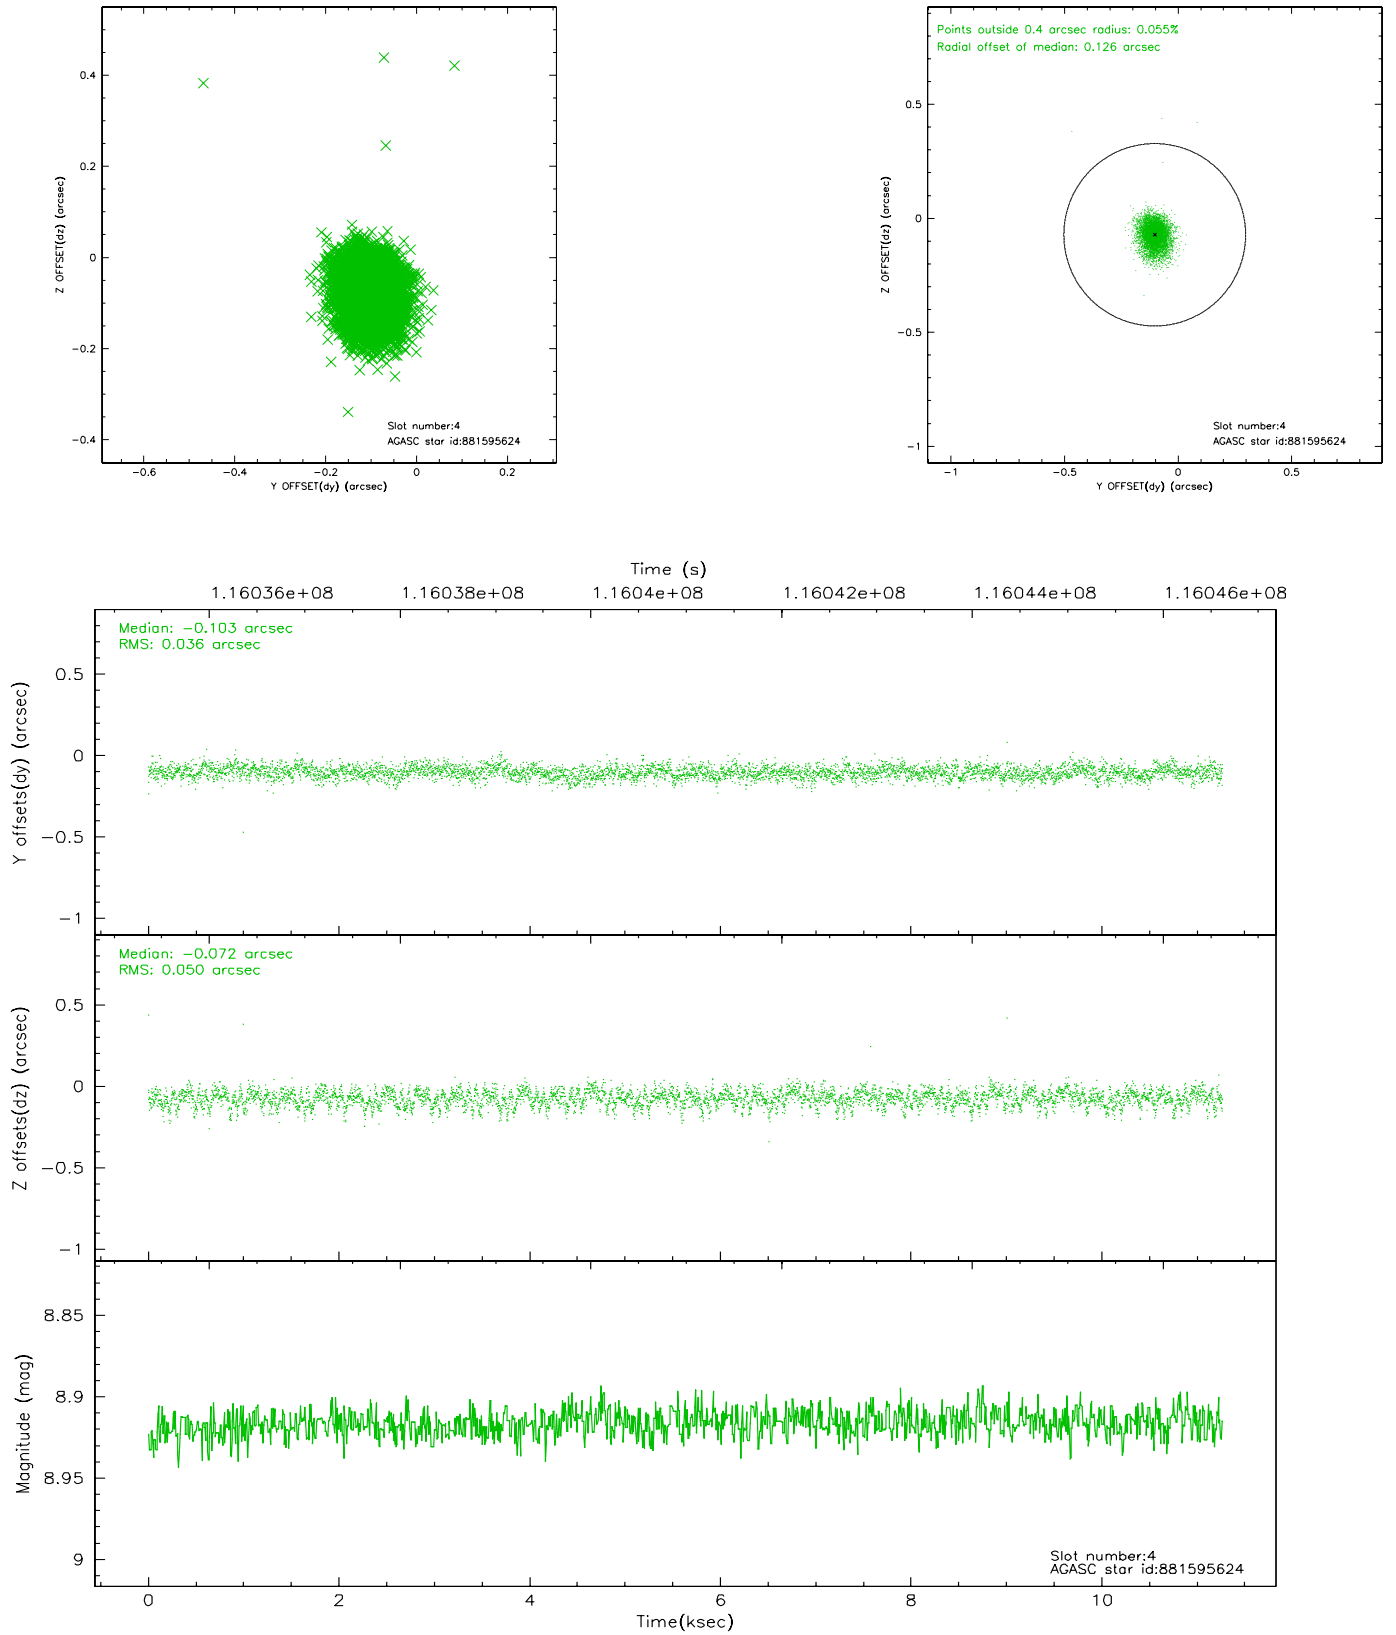 0.4
0.2
0
−0.2
−0.4
Z OFFSET(dz) (arcsec)
Slot number:4
AGASC star id:881595624
−0.6
−0.4
−0.2
0
0.2
Y OFFSET(dy) (arcsec)
Points outside 0.4 arcsec radius: 0.055%
Radial offset of median: 0.126 arcsec
0.5
0
−0.5
−1
Z OFFSET(dz) (arcsec)
Slot number:4
AGASC star id:881595624
−1
−0.5
0
0.5
Y OFFSET(dy) (arcsec)
Time (s)
1.16036e+08
1.16038e+08
1.1604e+08
1.16042e+08
1.16044e+08
1.16046e+08
Median: −0.103 arcsec
RMS: 0.036 arcsec
0.5
0
−0.5
−1
Y offsets(dy) (arcsec)
Median: −0.072 arcsec
RMS: 0.050 arcsec
0.5
0
−0.5
−1
Z offsets(dz) (arcsec)
8.85
8.9
8.95
9
Magnitude (mag)
Slot number:4
AGASC star id:881595624
0
2
4
6
8
10
Time(ksec)